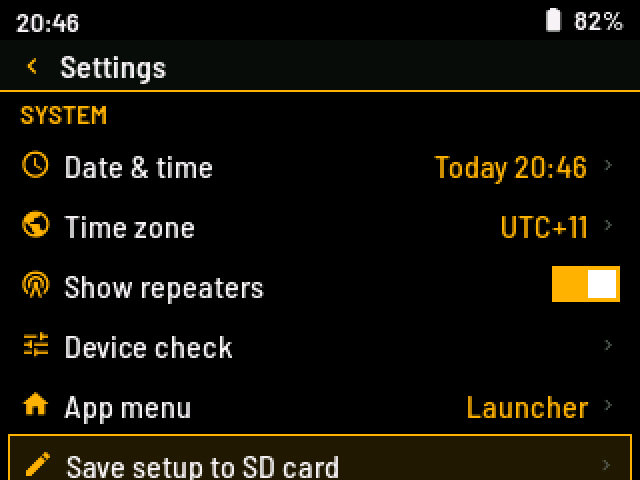 20:46 82%
Settings
SYSTEM
Date & time Today 20:46
Time zone UTC+11
Show repeaters
Device check
App menu Launcher
Save setup to SD card